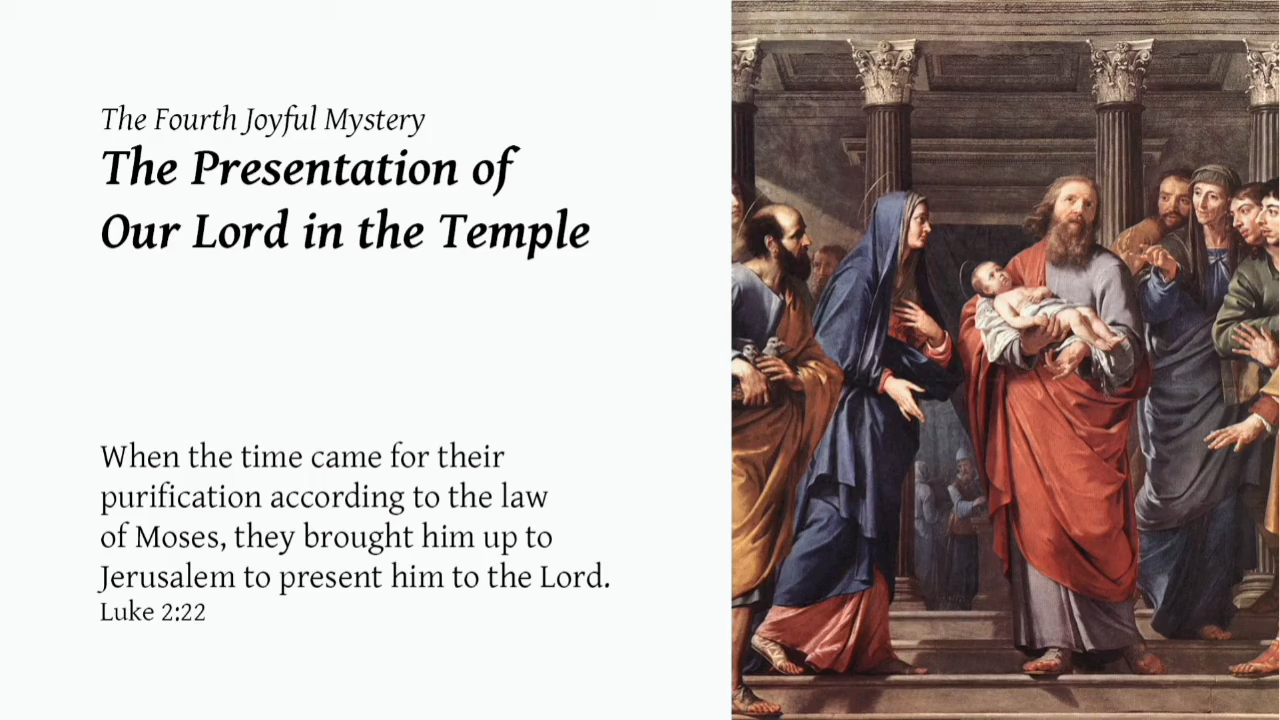 The Fourth Joyful Mystery
The Presentation of
Our Lord in the Temple
When the time came for their
purification according to the law
of Moses, they brought him up to
Jerusalem to present him to the Lord.
Luke 2:22